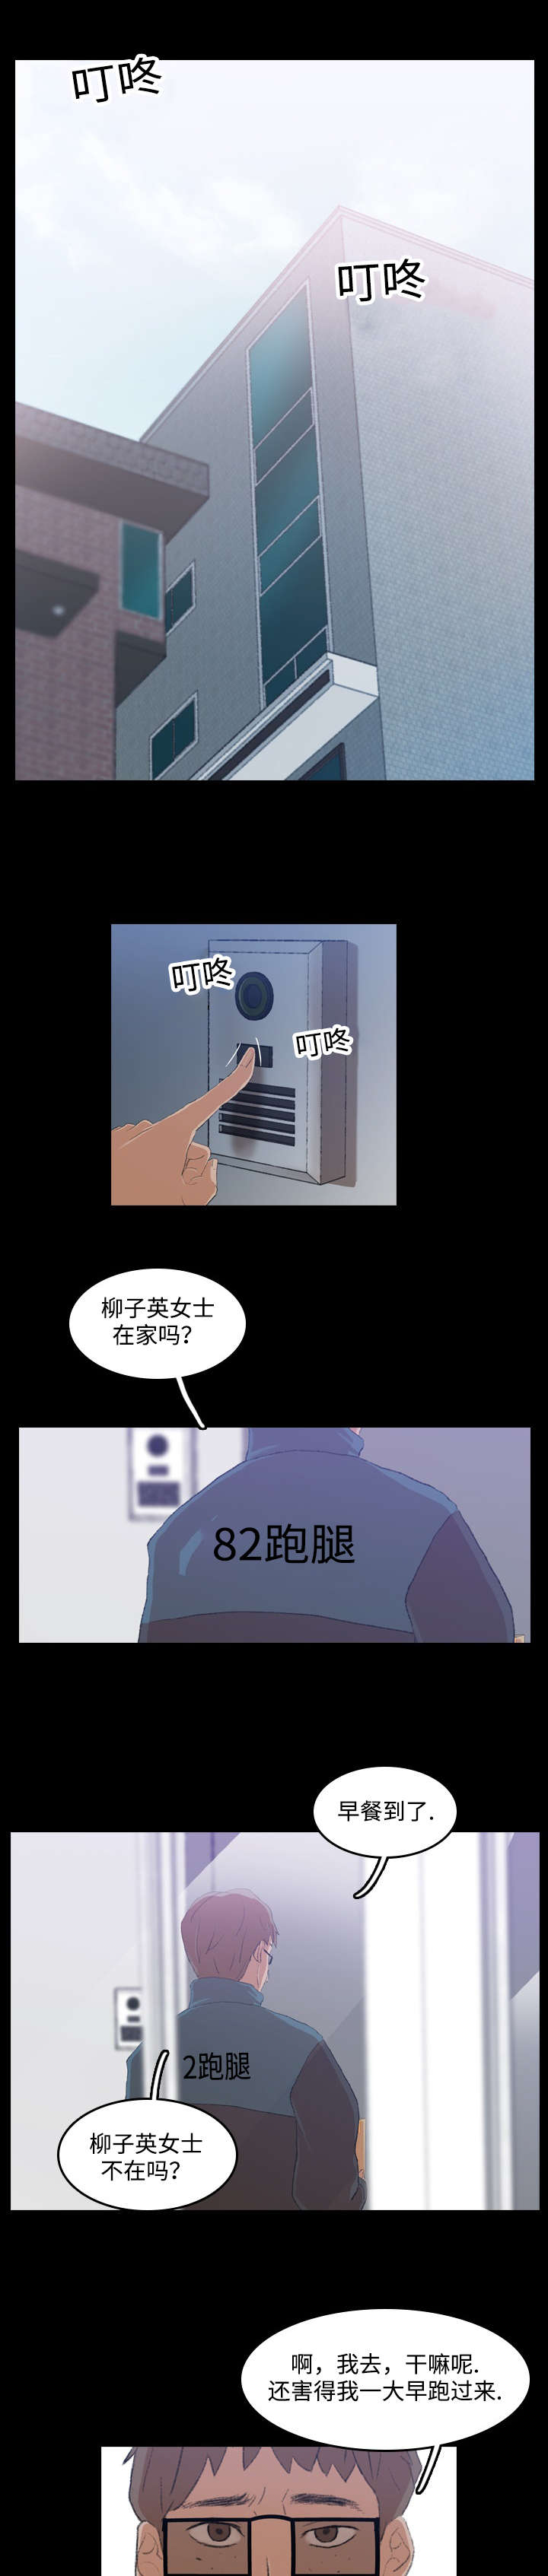 叮咚
叮咚
叮咚
叮咚
柳子英女士
在家吗？
82跑腿
早餐到了.
2跑腿
柳子英女士
不在吗？
啊，我去，干嘛呢.
还害得我一大早跑过来.